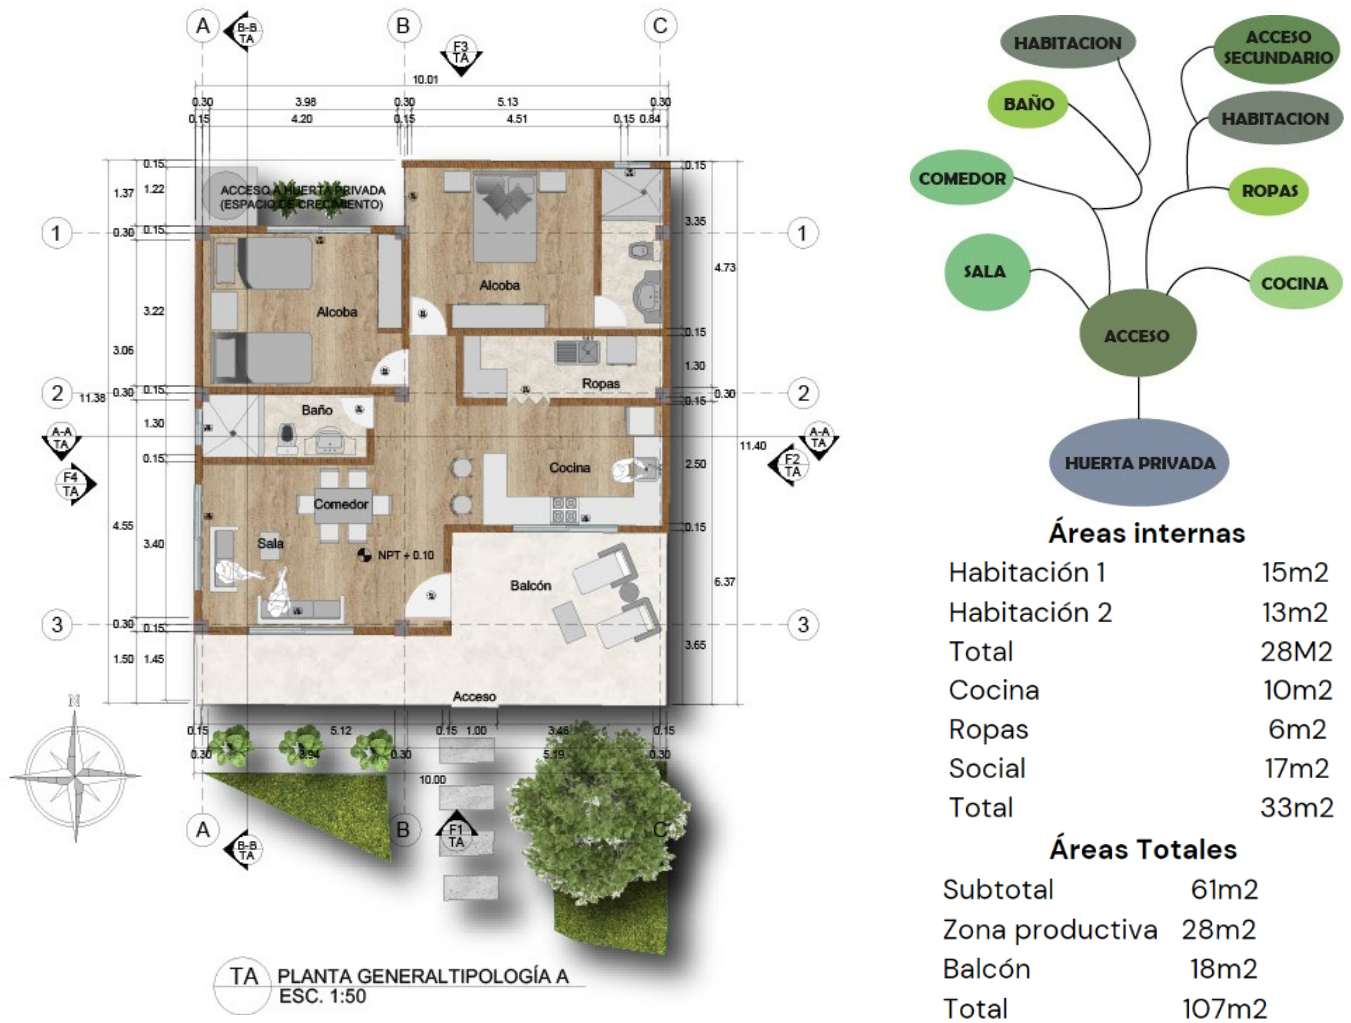 A
B
C
B-B
TA
F3
TA
10.01
0.30
3.98
0.30
5.13
0.30
0.15
4.20
0.15
4.51
0.15
0.84
0.15
1.37
1.22
0.30
0.15
3.22
3.06
11.38
0.30
0.15
1.30
0.15
4.55
3.40
0.30
0.15
1.50
1.45
1
2
3
A-A
TA
F4
TA
ACCESO A HUERTA PRIVADA
(ESPACIO DE CRECIMIENTO)
Alcoba
Alcoba
Ropas
Baño
Cocina
Comedor
Sala
NPT + 0.10
Balcón
Acceso
0.15
3.35
4.73
0.15
1.30
0.30
0.15
11.40
2.50
0.15
6.37
3.65
1
2
3
A-A
TA
F2
TA
N
0.15
5.12
0.15
1.00
3.46
0.15
0.30
3.94
0.30
5.19
0.30
10.00
A
B
C
B-B
TA
F1
TA
TA
PLANTA GENERALTIPOLOGÍA A
ESC. 1:50
HABITACION
ACCESO
SECUNDARIO
BAÑO
HABITACION
COMEDOR
ROPAS
SALA
COCINA
ACCESO
HUERTA PRIVADA
Áreas internas
Habitación 1 15m2
Habitación 2 13m2
Total 28M2
Cocina 10m2
Ropas 6m2
Social 17m2
Total 33m2
Áreas Totales
Subtotal 61m2
Zona productiva 28m2
Balcón 18m2
Total 107m2